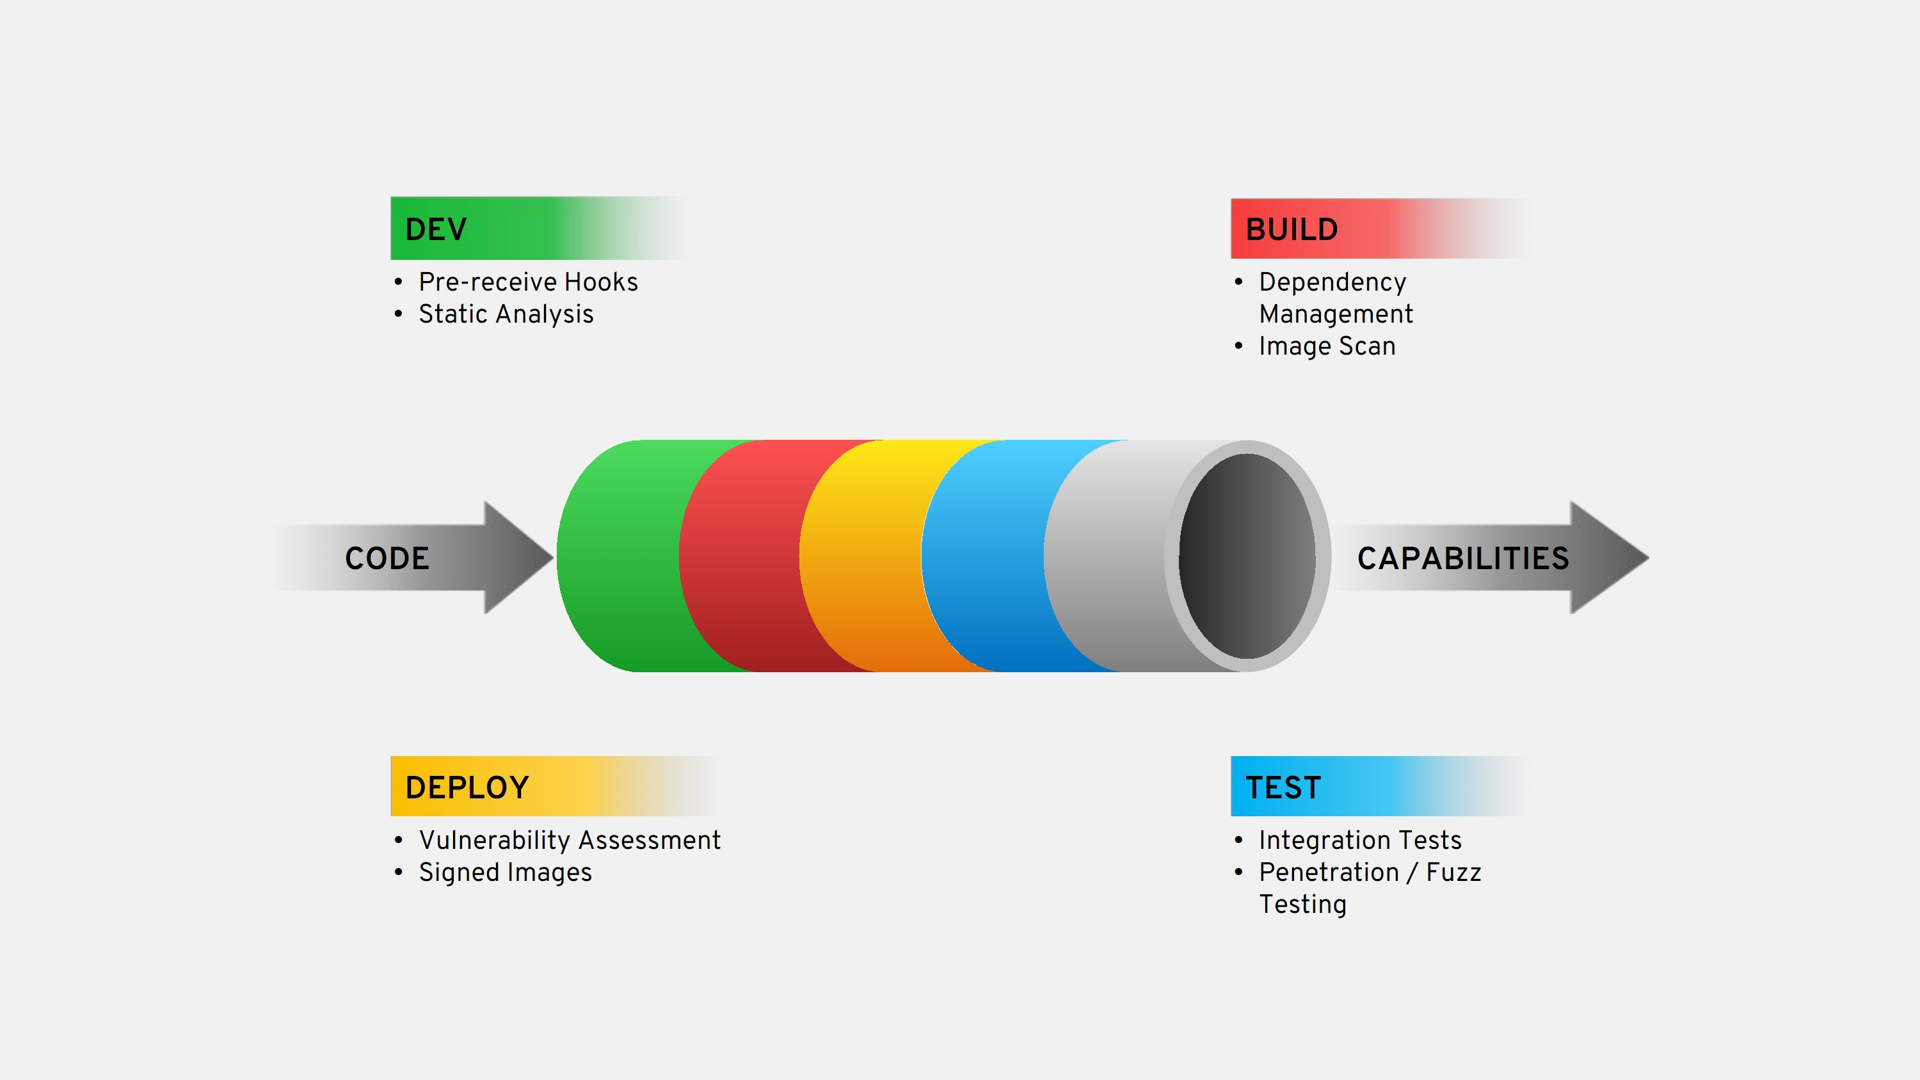 DEV
• Pre-receive Hooks
• Static Analysis
BUILD
• Dependency
Management
• Image Scan
CODE
CAPABILITIES
DEPLOY
• Vulnerability Assessment
• Signed Images
TEST
• Integration Tests
• Penetration / Fuzz
Testing